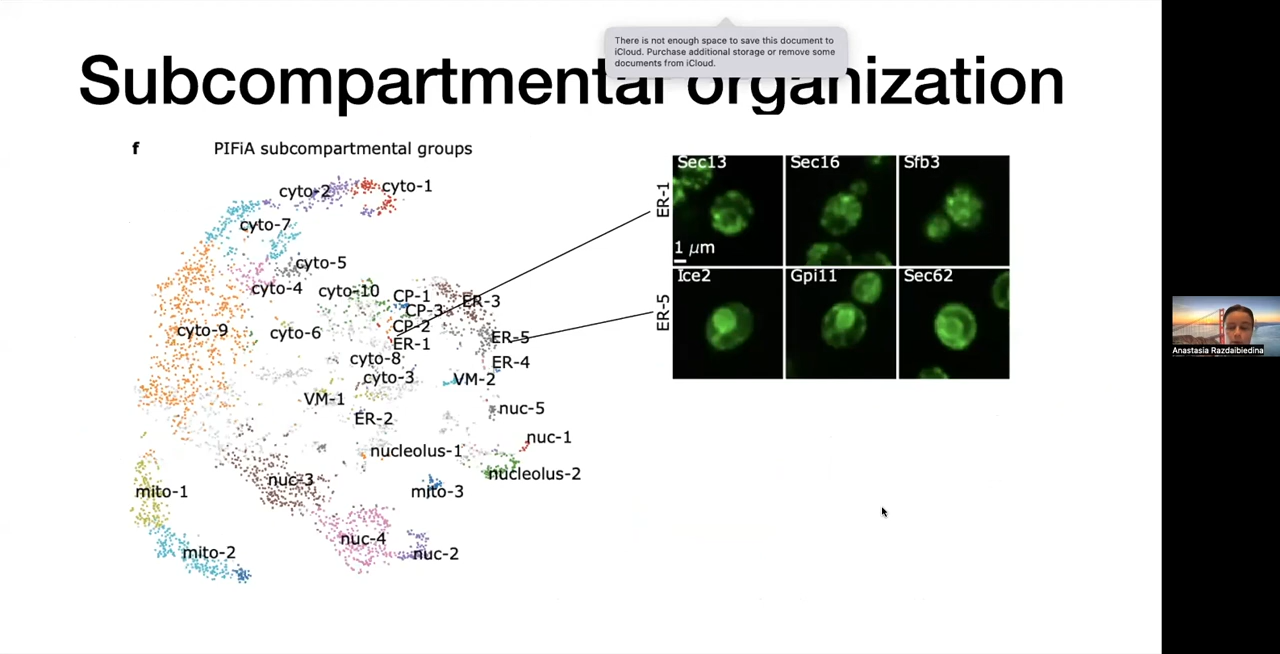 There is not enough space to save this document to
iCloud. Purchase additional storage or remove some
documents from iCloud.
Subcompartmental organization
f
PIFiA subcompartmental groups
cyto-2
cyto-1
cyto-7
cyto-5
cyto-4
cyto-10
CP-1
ER-3
CP-3
cyto-9
cyto-6
CP-2
ER-5
ER-1
cyto-8
ER-4
cyto-3
VM-2
VM-1
nuc-5
ER-2
nuc-1
nucleolus-1
nucleolus-2
nuc-3
mito-1
mito-3
nuc-4
mito-2
nuc-2
ER-1
Sec13
Sec16
Sfb3
1 μm
ER-5
Ice2
Gpi11
Sec62
Anastasia Razdaibiedina